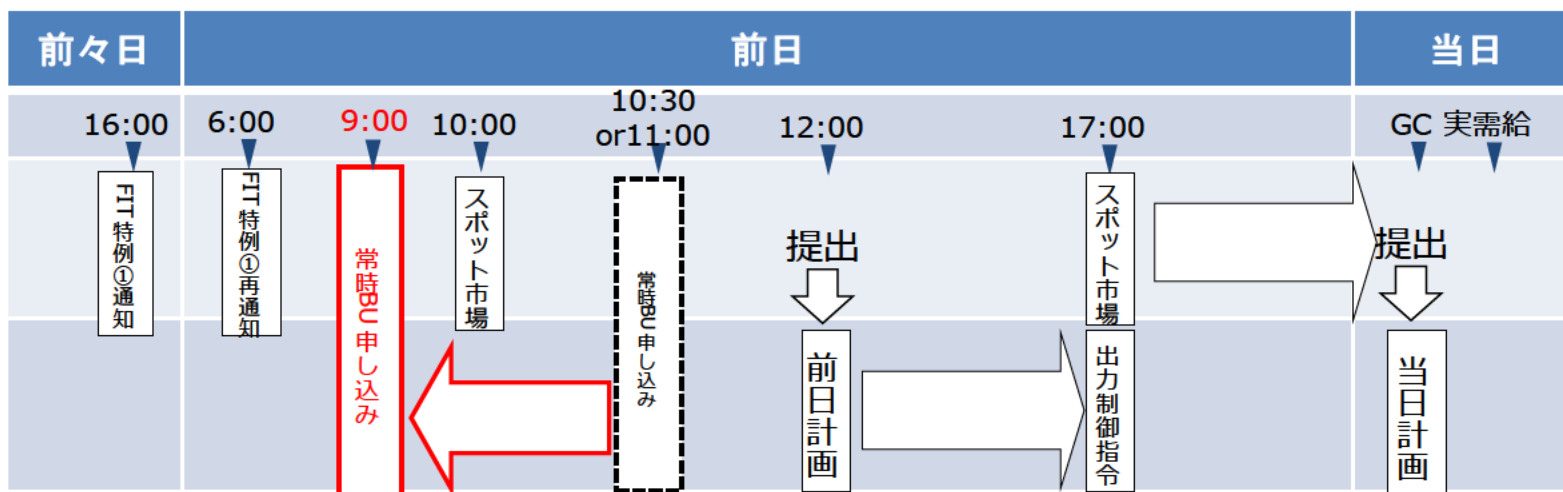 前々日
前日
当日
16:00
6:00
9:00
10:00
10:30
or11:00
12:00
17:00
GC 実需給
FIT特例①通知
FIT特例①再通知
常時BU申し込み
スポット市場
常時BU申し込み
提出
前日計画
スポット市場
出力制御指令
提出
当日計画